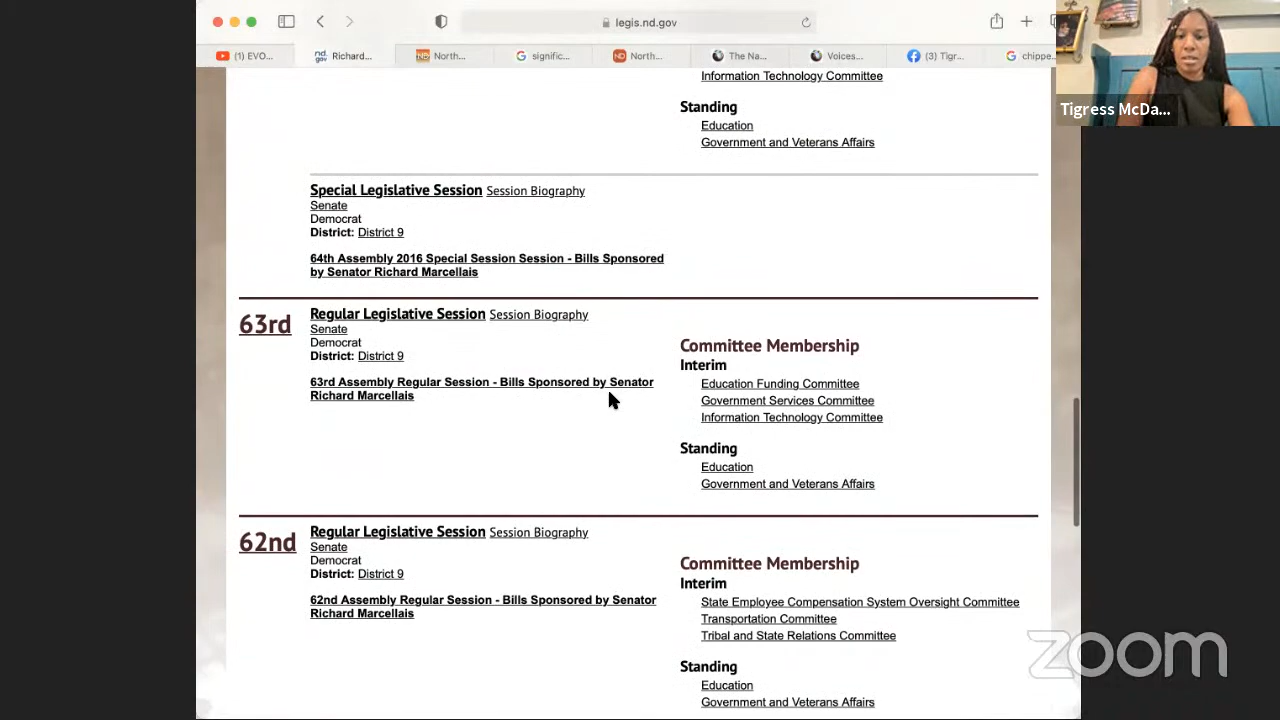 legis.nd.gov
(1) EVO...
nd.
gov
Richard...
NB
North...
signific...
ND
North...
The Na...
Voices...
(3) Tigr...
chippe...
Tigress McDa...
Information Technology Committee
Standing
Education
Government and Veterans Affairs
Special Legislative Session Session Biography
Senate
Democrat
District: District 9
64th Assembly 2016 Special Session Session - Bills Sponsored
by Senator Richard Marcellais
63rd
Regular Legislative Session Session Biography
Senate
Democrat
District: District 9
63rd Assembly Regular Session - Bills Sponsored by Senator
Richard Marcellais
Committee Membership
Interim
Education Funding Committee
Government Services Committee
Information Technology Committee
Standing
Education
Government and Veterans Affairs
62nd
Regular Legislative Session Session Biography
Senate
Democrat
District: District 9
62nd Assembly Regular Session - Bills Sponsored by Senator
Richard Marcellais
Committee Membership
Interim
State Employee Compensation System Oversight Committee
Transportation Committee
Tribal and State Relations Committee
Standing
Education
Government and Veterans Affairs
zoom